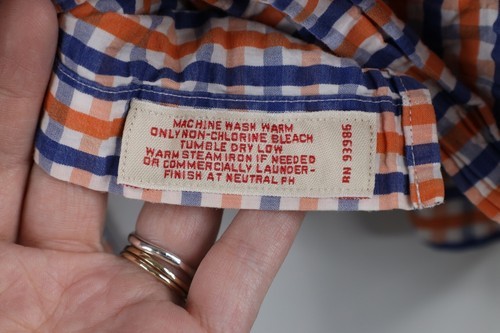 MACHINE WASH WARM
ONLY NON-CHLORINE BLEACH
TUMBLE DRY LOW
WARM STEAM IRON IF NEEDED
OR COMMERCIALLY LAUNDER-
FINISH AT NEUTRAL PH
RN 93986